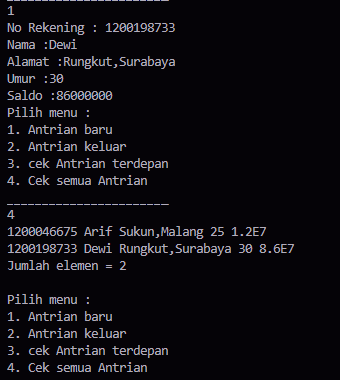 ________________________
1
No Rekening : 1200198733
Nama :Dewi
Alamat :Rungkut,Surabaya
Umur :30
Saldo :86000000
Pilih menu :
1. Antrian baru
2. Antrian keluar
3. cek Antrian terdepan
4. Cek semua Antrian
________________________
4
1200046675 Arif Sukun,Malang 25 1.2E7
1200198733 Dewi Rungkut,Surabaya 30 8.6E7
Jumlah elemen = 2
Pilih menu :
1. Antrian baru
2. Antrian keluar
3. cek Antrian terdepan
4. Cek semua Antrian